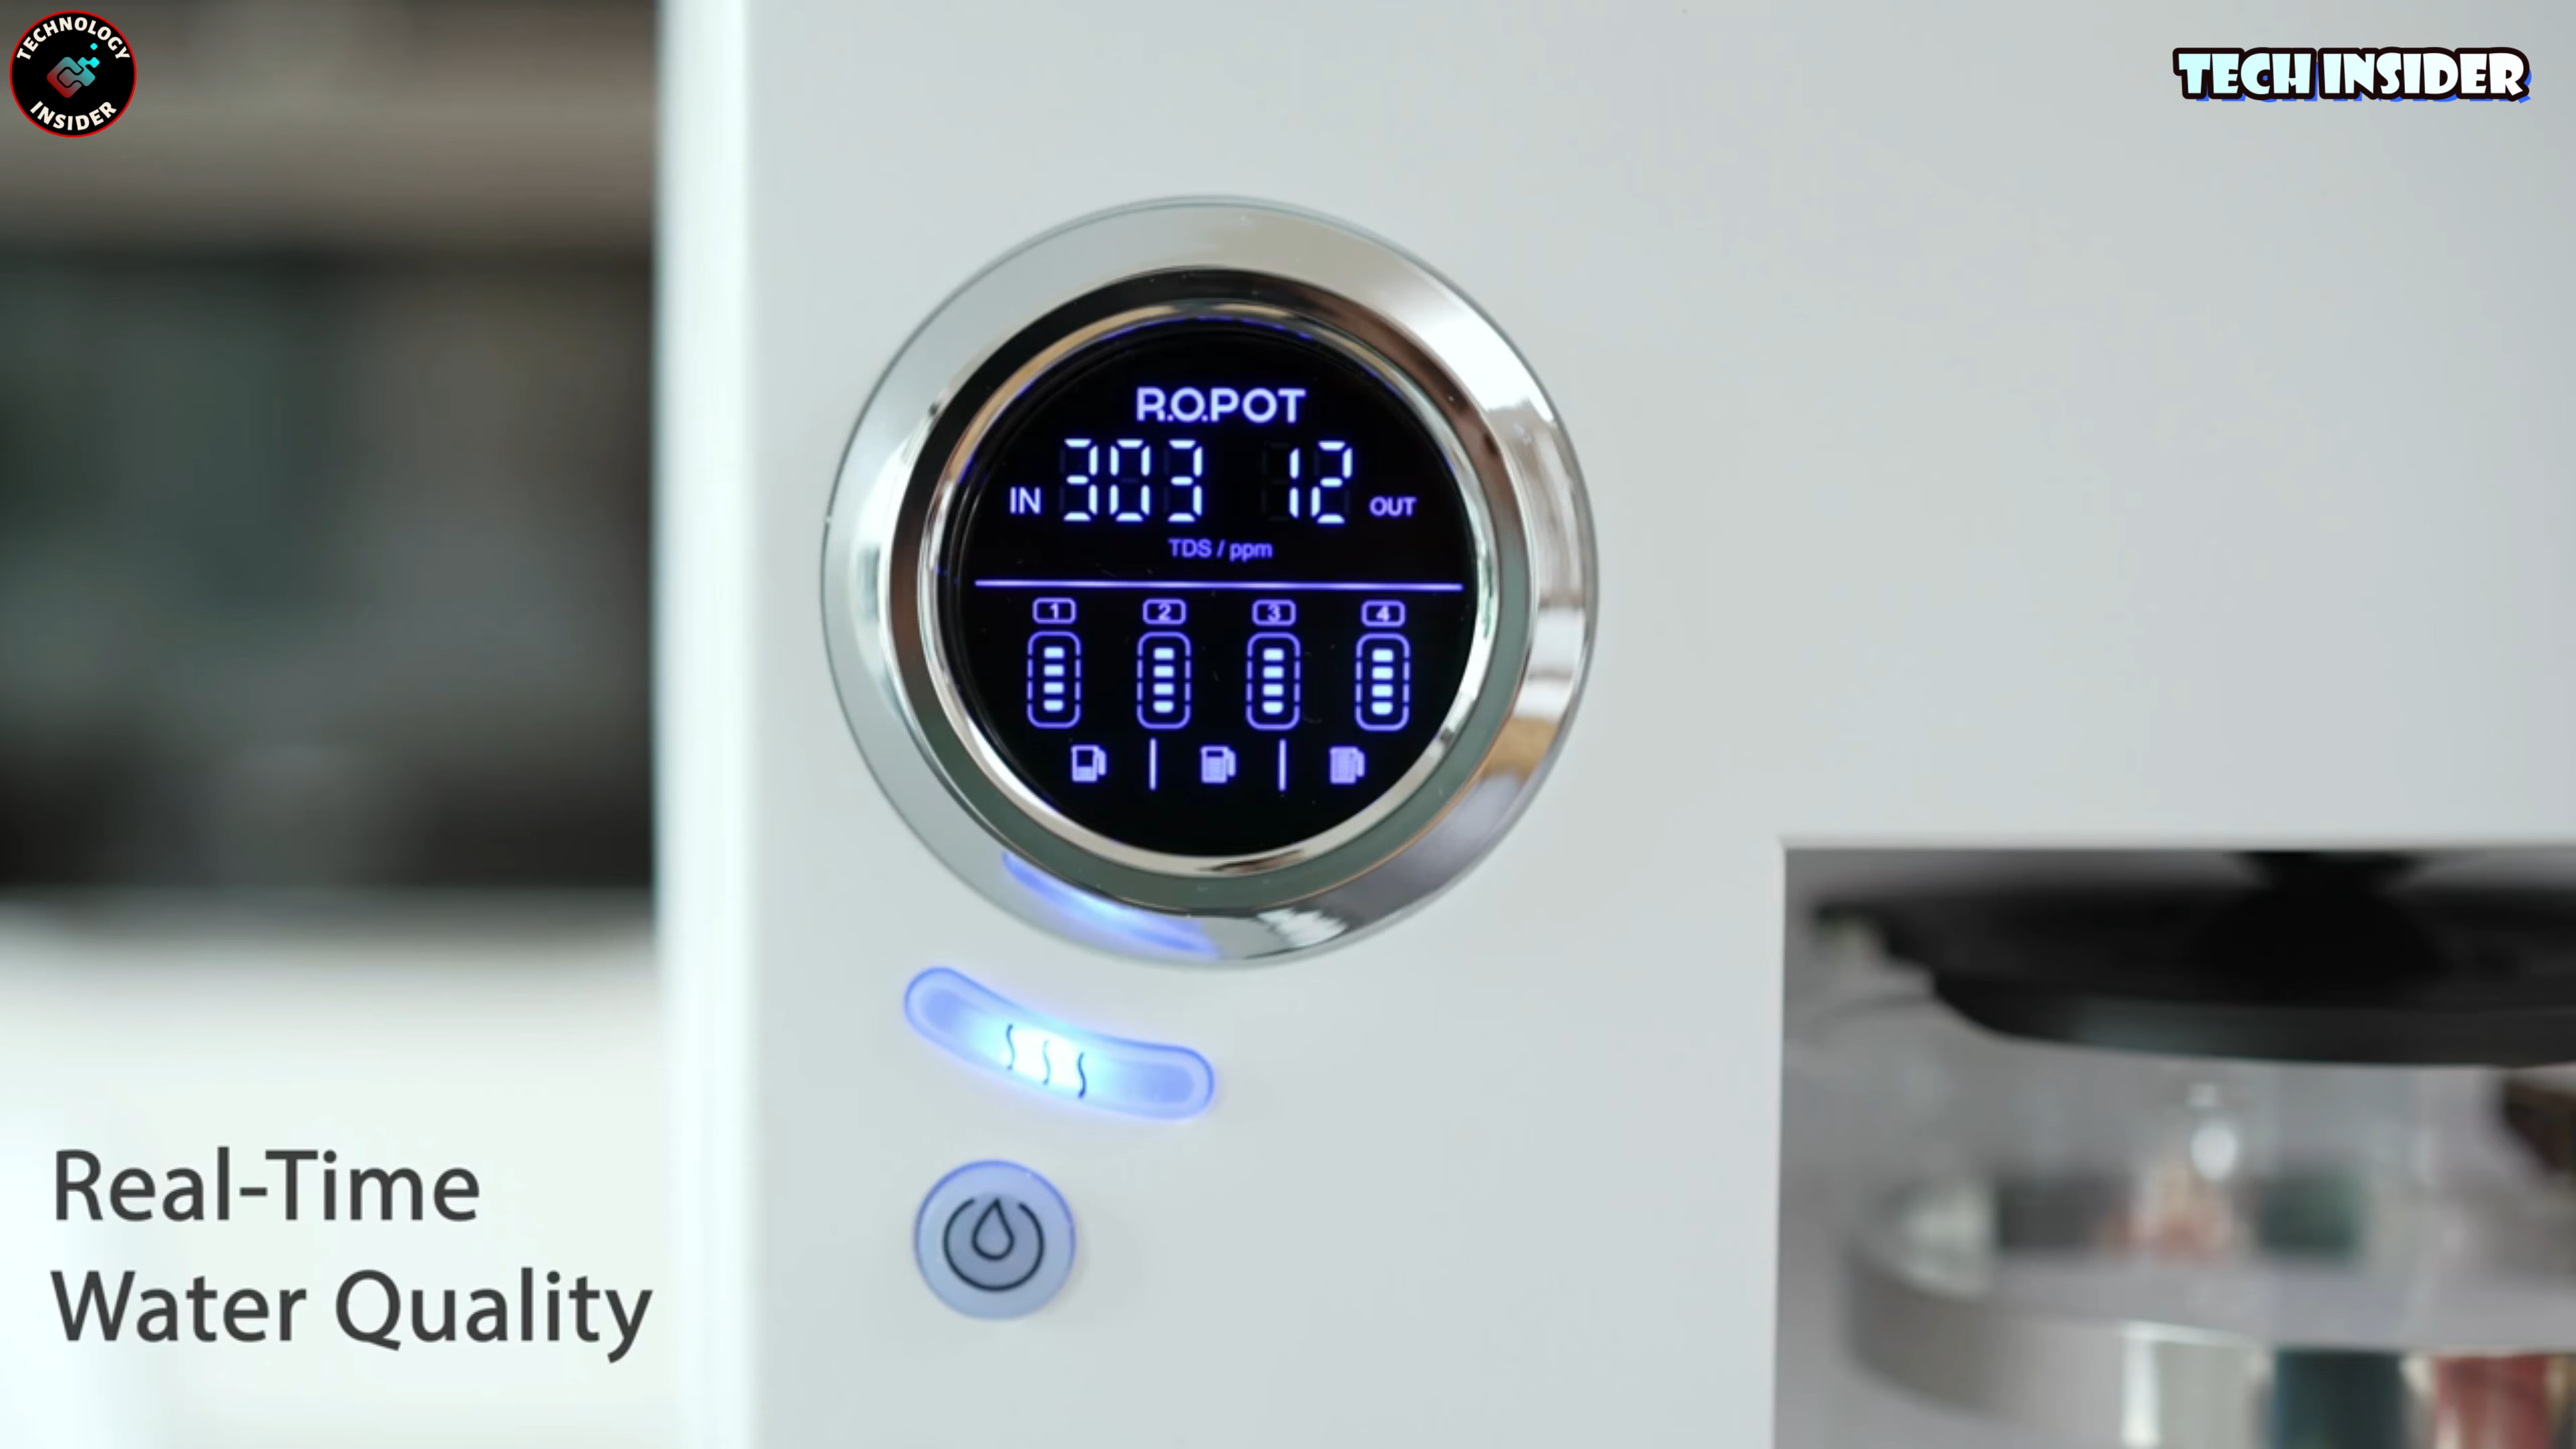 TECHNOLOGY
INSIDER
TECH INSIDER
R.O.POT
IN 303 12 OUT
TDS / ppm
1 2 3 4
Real-Time
Water Quality